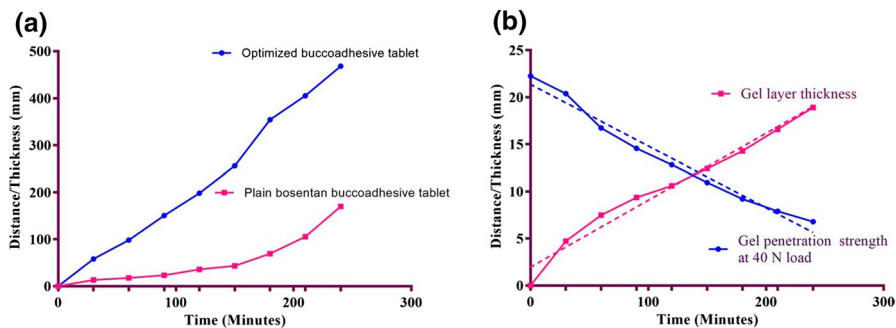 (a)
500
400
300
200
100
0
Distance/Thickness (mm)
Optimized buccoadhesive tablet
Plain bosentan buccoadhesive tablet
0
100
200
300
Time (Minutes)
(b)
25
20
15
10
5
0
Distance/Thickness (mm)
Gel layer thickness
Gel penetration strength
at 40 N load
0
100
200
300
Time (Minutes)